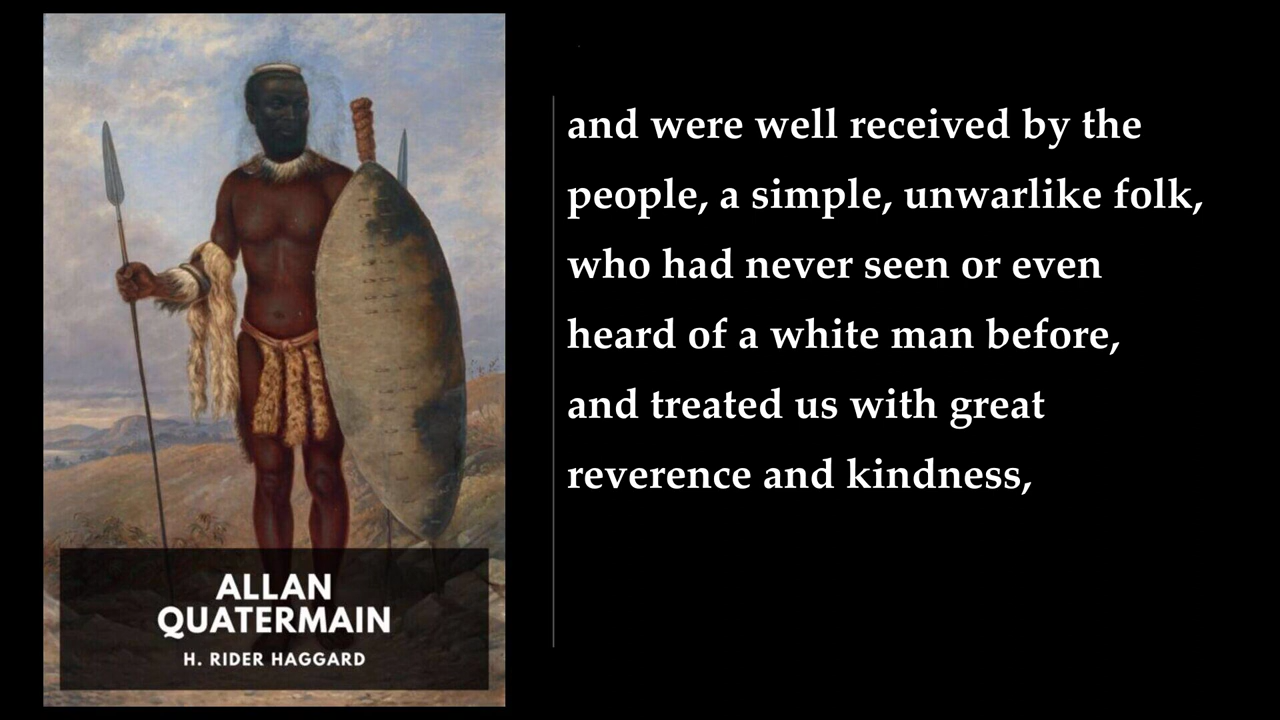 ALLAN
QUATERMAIN
H. RIDER HAGGARD
and were well received by the
people, a simple, unwarlike folk,
who had never seen or even
heard of a white man before,
and treated us with great
reverence and kindness,